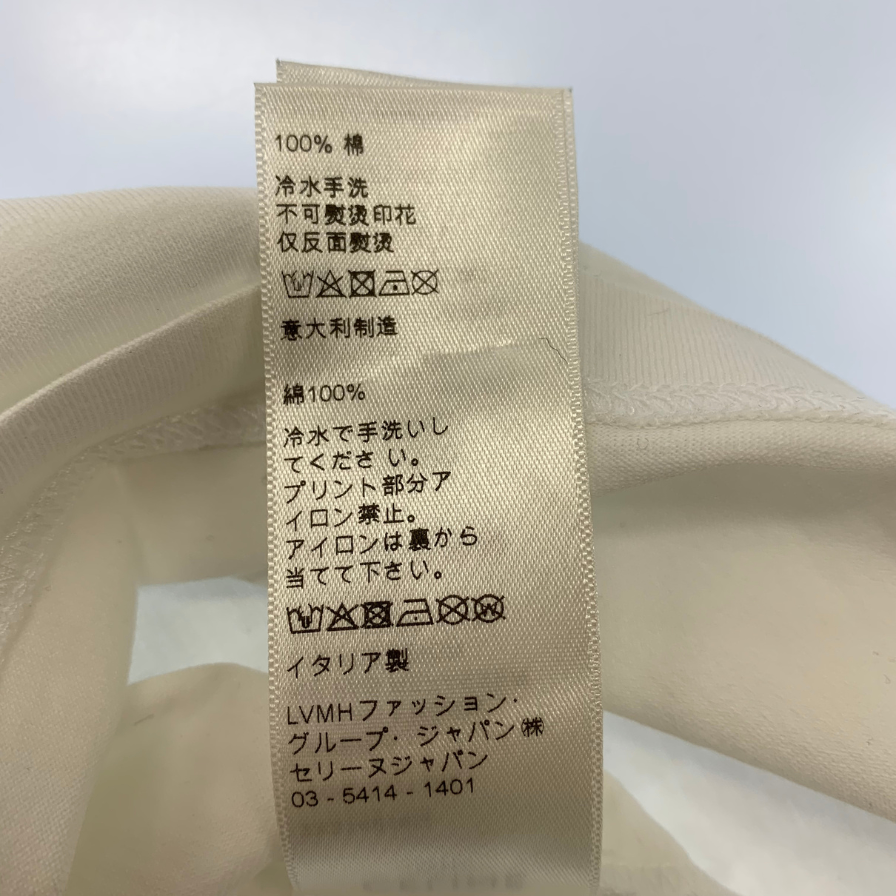 100% 棉
冷水手洗
不可熨烫印花
仅反面熨烫
意大利制造
綿100%
冷水で手洗いし
てください。
プリント部分ア
イロン禁止。
アイロンは裏から
当てて下さい。
W
イタリア製
LVMHファッション・
グループ・ジャパン㈱
セリーヌジャパン
03 - 5414 - 1401